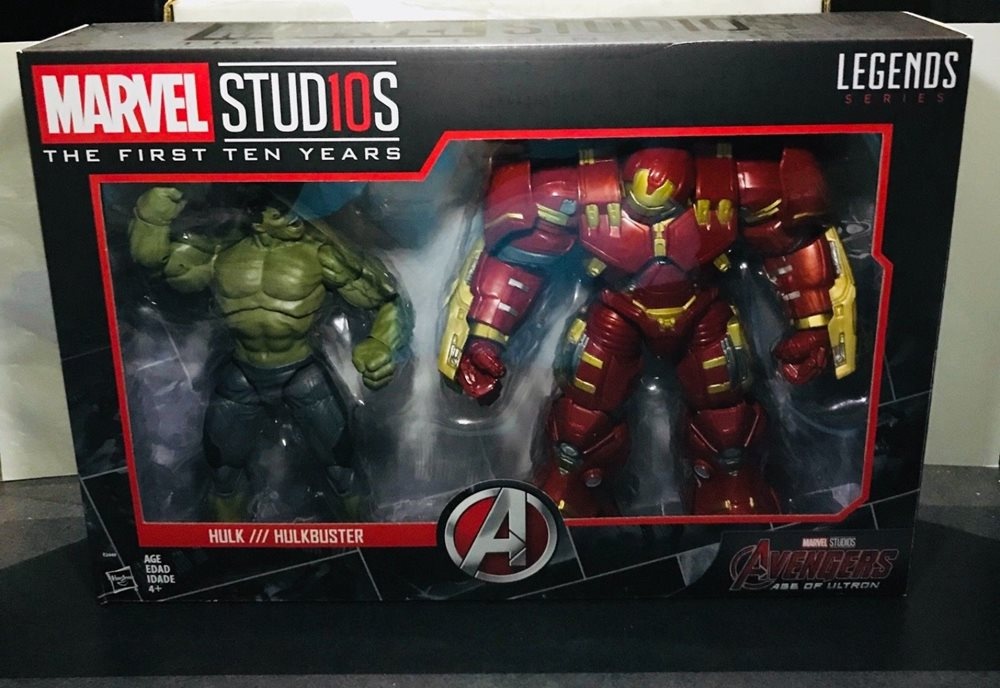 MARVEL STUD10S
THE FIRST TEN YEARS
LEGENDS
SERIES
HULK /// HULKBUSTER
A
AGE
EDAD
IDADE
4+
Hasbro
MARVEL STUDIOS
AVENGERS
AGE OF ULTRON